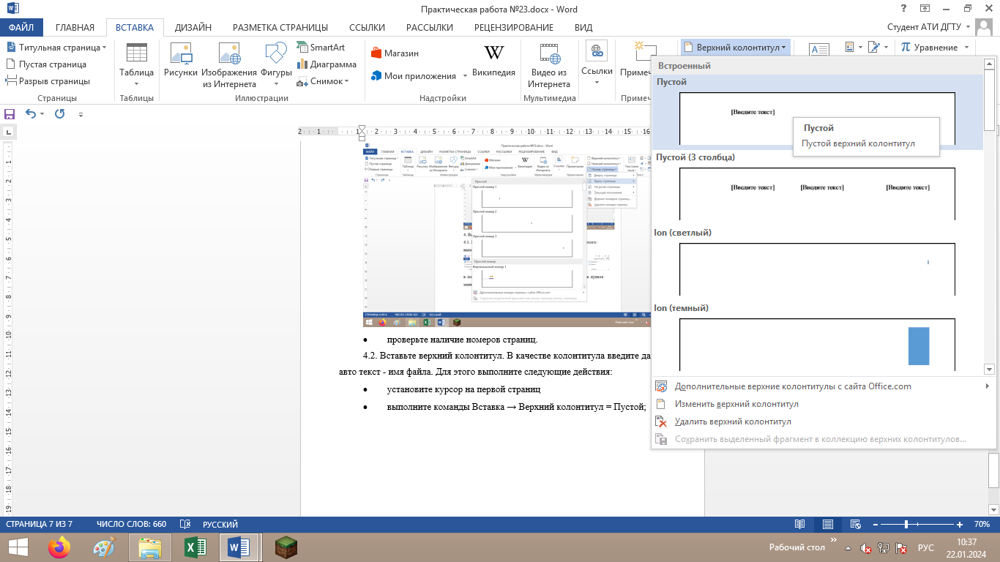 Практическая работа №23.docx - Word
ФАЙЛ ГЛАВНАЯ ВСТАВКА ДИЗАЙН РАЗМЕТКА СТРАНИЦЫ ССЫЛКИ РАССЫЛКИ РЕЦЕНЗИРОВАНИЕ ВИД Студент АТИ ДГТУ
Титульная страница
Пустая страница
Разрыв страницы
Страницы
Таблица
Таблицы
Рисунки
Изображения из Интернета
Фигуры
SmartArt
Диаграмма
Снимок
Иллюстрации
Магазин
Мои приложения
Википедия
Надстройки
Видео из Интернета
Мультимедиа
Ссылки
Верхний колонтитул
Уравнение
Встроенный
Пустой
[Введите текст]
Пустой
Пустой верхний колонтитул
Пустой (3 столбца)
[Введите текст] [Введите текст] [Введите текст]
Ion (светлый)
Ion (темный)
Дополнительные верхние колонтитулы с сайта Office.com
Изменить верхний колонтитул
Удалить верхний колонтитул
Сохранить выделенный фрагмент в коллекцию верхних колонтитулов...
• проверьте наличие номеров страниц.
4.2. Вставьте верхний колонтитул. В качестве колонтитула введите
авто текст - имя файла. Для этого выполните следующие действия:
• установите курсор на первой страниц
• выполните команды Вставка → Верхний колонтитул = Пустой;
СТРАНИЦА 7 ИЗ 7 ЧИСЛО СЛОВ: 660 РУССКИЙ 70%
Рабочий стол РУС 10:37
22.01.2024